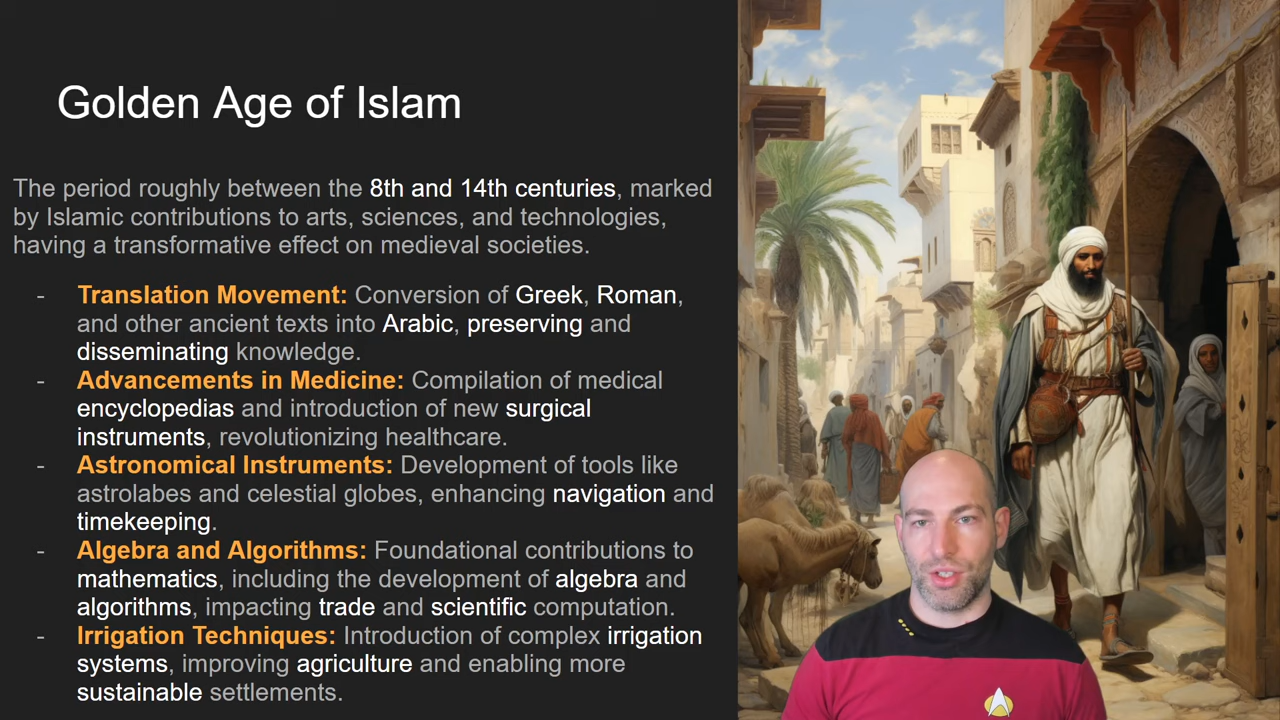 Golden Age of Islam
The period roughly between the 8th and 14th centuries, marked
by Islamic contributions to arts, sciences, and technologies,
having a transformative effect on medieval societies.
- Translation Movement: Conversion of Greek, Roman,
and other ancient texts into Arabic, preserving and
disseminating knowledge.
- Advancements in Medicine: Compilation of medical
encyclopedias and introduction of new surgical
instruments, revolutionizing healthcare.
- Astronomical Instruments: Development of tools like
astrolabes and celestial globes, enhancing navigation and
timekeeping.
- Algebra and Algorithms: Foundational contributions to
mathematics, including the development of algebra and
algorithms, impacting trade and scientific computation.
- Irrigation Techniques: Introduction of complex irrigation
systems, improving agriculture and enabling more
sustainable settlements.